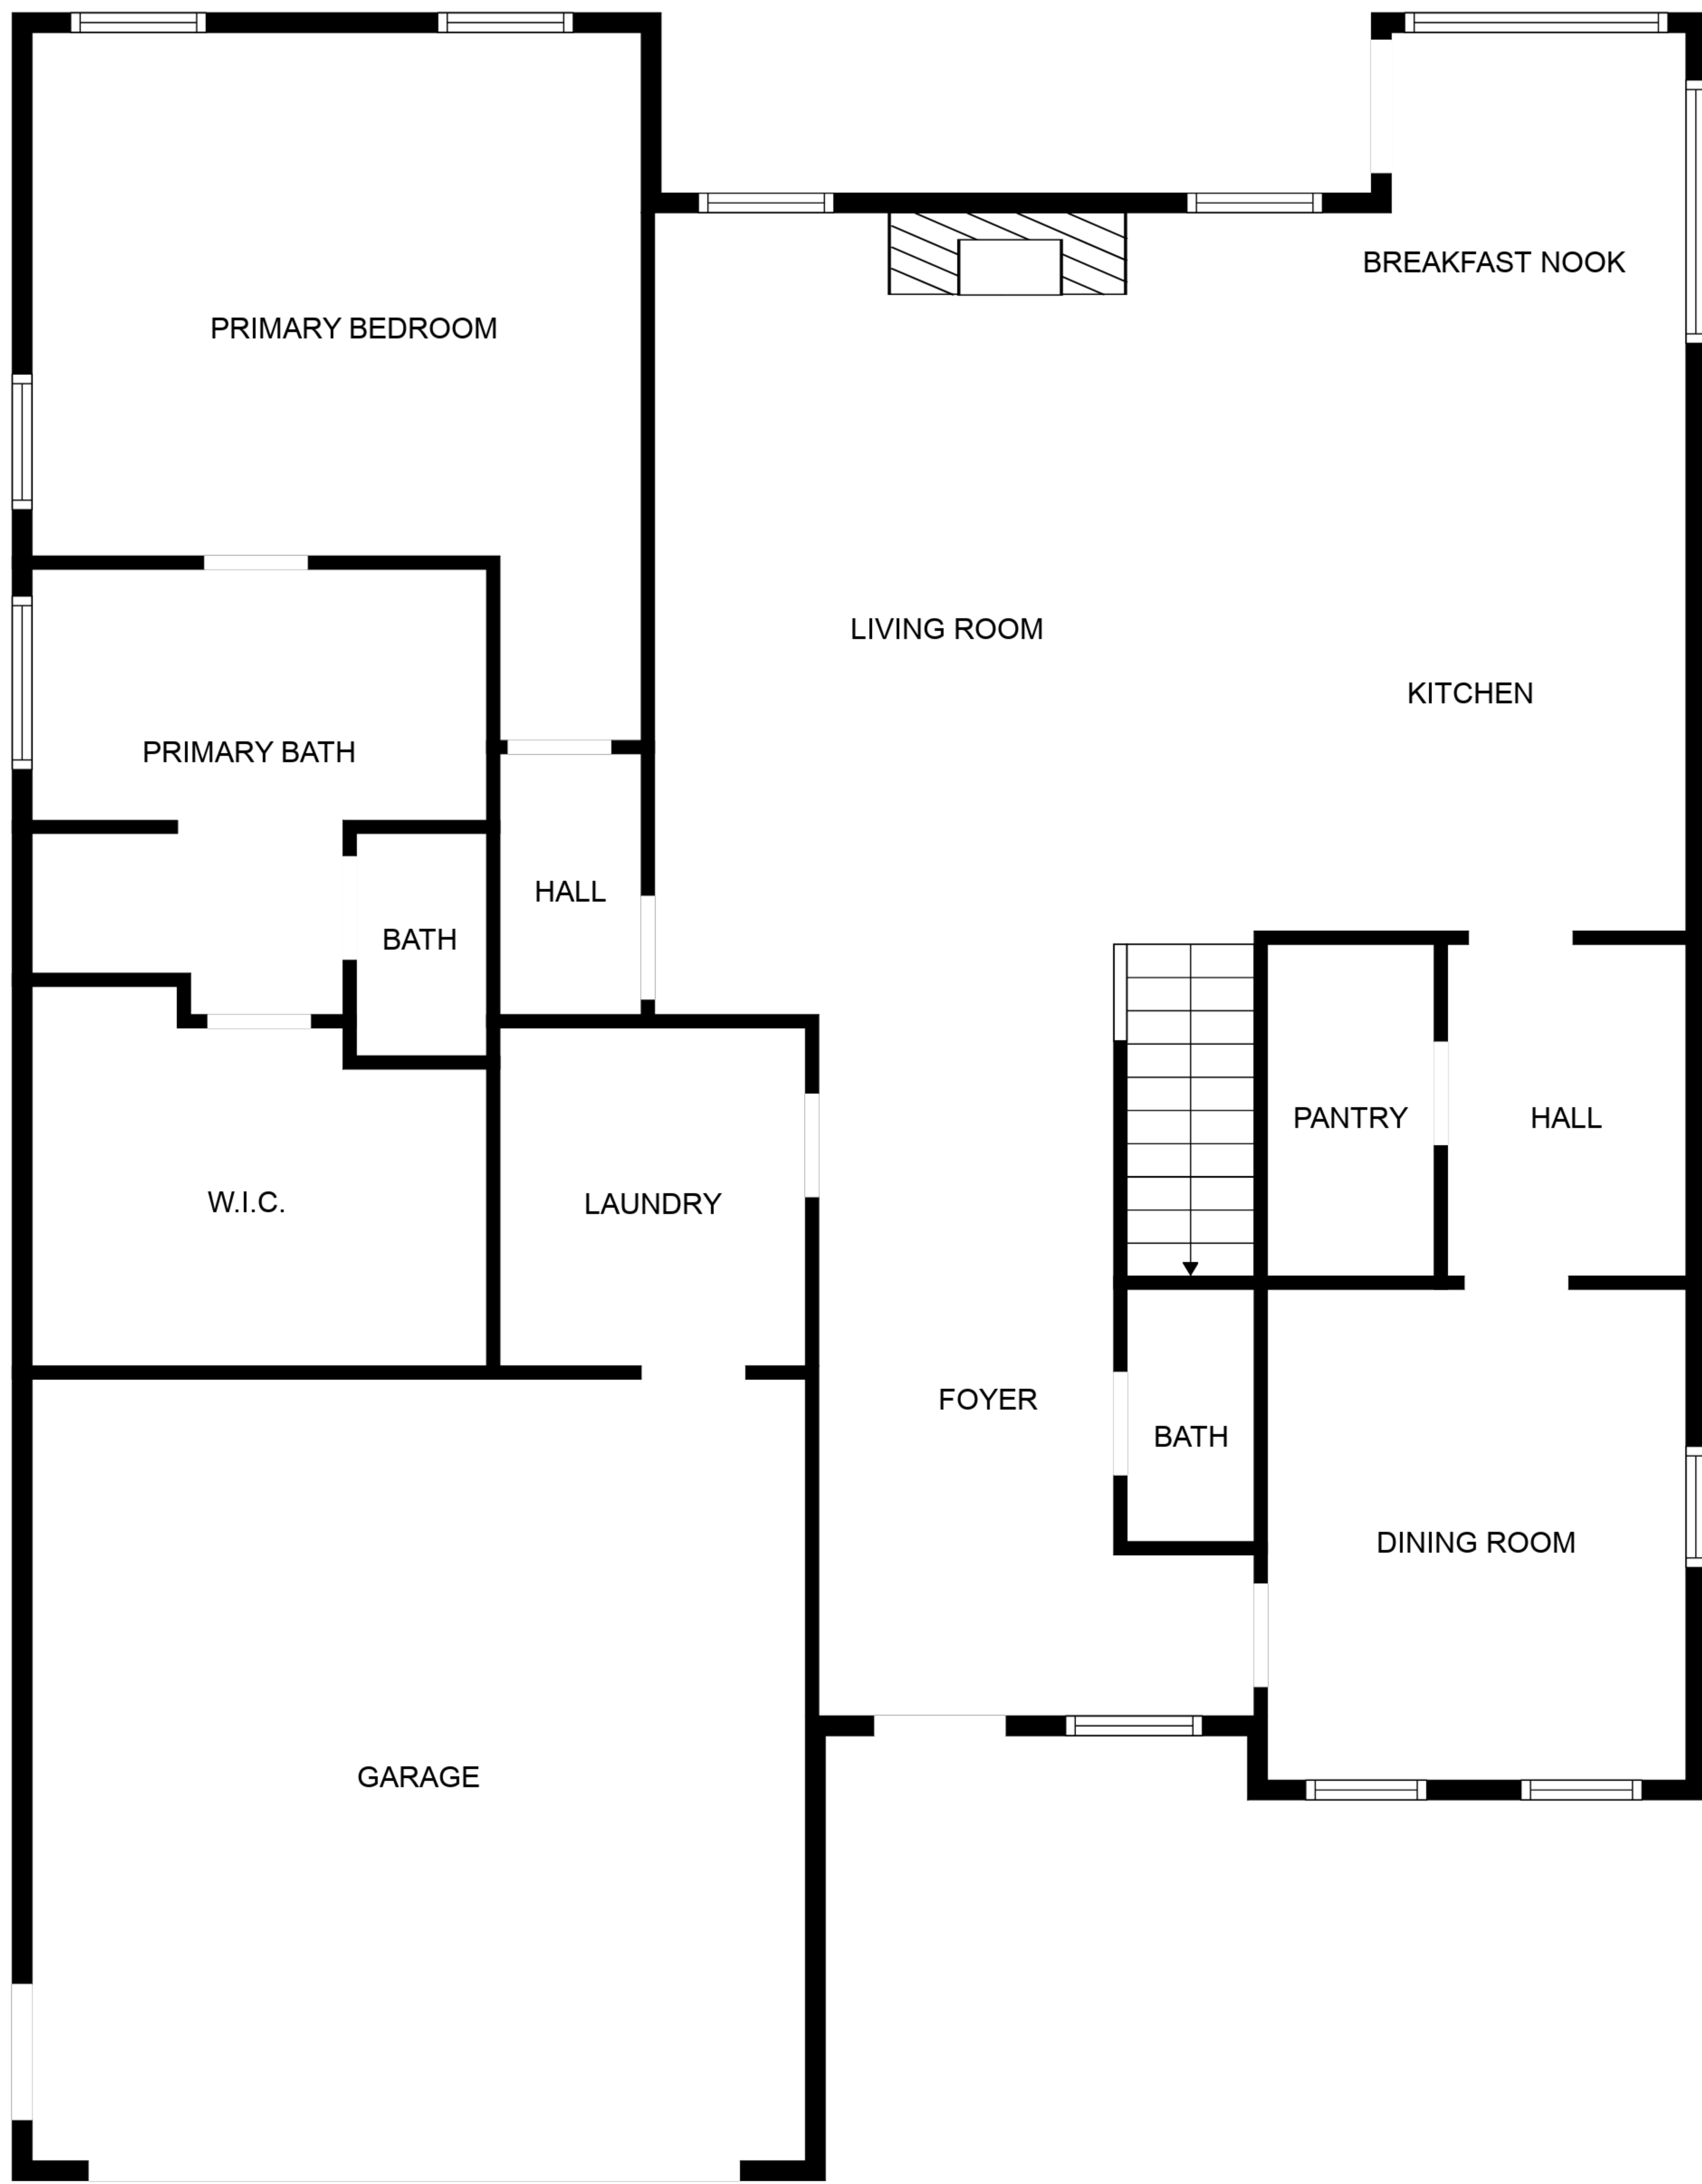 BREAKFAST NOOK
PRIMARY BEDROOM
LIVING ROOM
KITCHEN
PRIMARY BATH
HALL
BATH
PANTRY
HALL
W.I.C.
LAUNDRY
FOYER
BATH
DINING ROOM
GARAGE